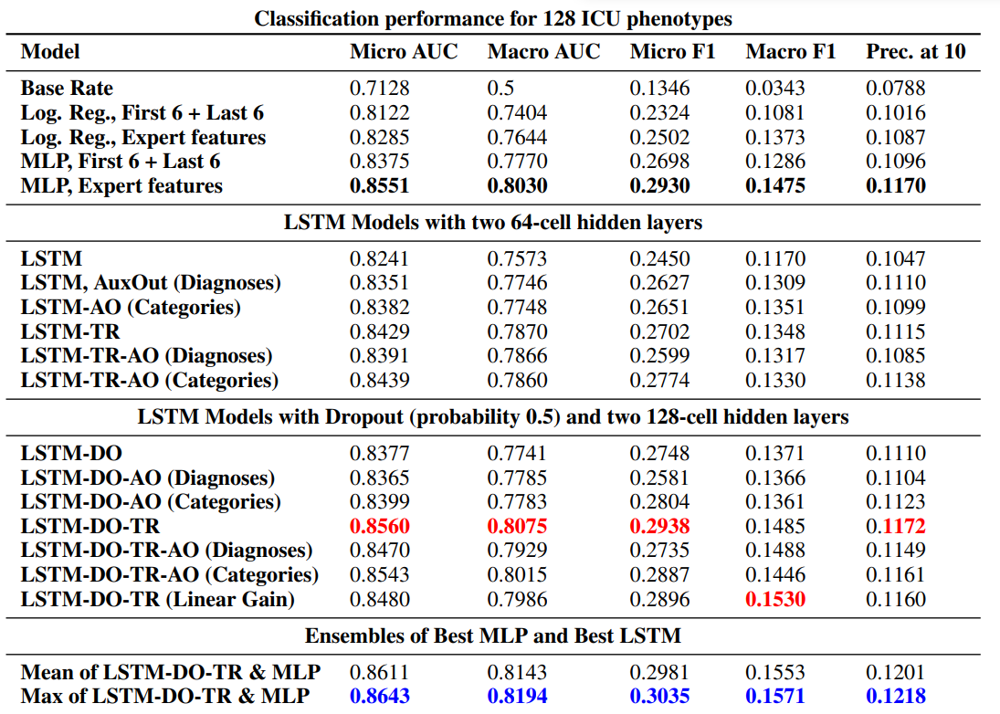 Classification performance for 128 ICU phenotypes
Model Micro AUC Macro AUC Micro F1 Macro F1 Prec. at 10
Base Rate 0.7128 0.5 0.1346 0.0343 0.0788
Log. Reg., First 6 + Last 6 0.8122 0.7404 0.2324 0.1081 0.1016
Log. Reg., Expert features 0.8285 0.7644 0.2502 0.1373 0.1087
MLP, First 6 + Last 6 0.8375 0.7770 0.2698 0.1286 0.1096
MLP, Expert features 0.8551 0.8030 0.2930 0.1475 0.1170
LSTM Models with two 64-cell hidden layers
LSTM 0.8241 0.7573 0.2450 0.1170 0.1047
LSTM, AuxOut (Diagnoses) 0.8351 0.7746 0.2627 0.1309 0.1110
LSTM-AO (Categories) 0.8382 0.7748 0.2651 0.1351 0.1099
LSTM-TR 0.8429 0.7870 0.2702 0.1348 0.1115
LSTM-TR-AO (Diagnoses) 0.8391 0.7866 0.2599 0.1317 0.1085
LSTM-TR-AO (Categories) 0.8439 0.7860 0.2774 0.1330 0.1138
LSTM Models with Dropout (probability 0.5) and two 128-cell hidden layers
LSTM-DO 0.8377 0.7741 0.2748 0.1371 0.1110
LSTM-DO-AO (Diagnoses) 0.8365 0.7785 0.2581 0.1366 0.1104
LSTM-DO-AO (Categories) 0.8399 0.7783 0.2804 0.1361 0.1123
LSTM-DO-TR 0.8560 0.8075 0.2938 0.1485 0.1172
LSTM-DO-TR-AO (Diagnoses) 0.8470 0.7929 0.2735 0.1488 0.1149
LSTM-DO-TR-AO (Categories) 0.8543 0.8015 0.2887 0.1446 0.1161
LSTM-DO-TR (Linear Gain) 0.8480 0.7986 0.2896 0.1530 0.1160
Ensembles of Best MLP and Best LSTM
Mean of LSTM-DO-TR & MLP 0.8611 0.8143 0.2981 0.1553 0.1201
Max of LSTM-DO-TR & MLP 0.8643 0.8194 0.3035 0.1571 0.1218